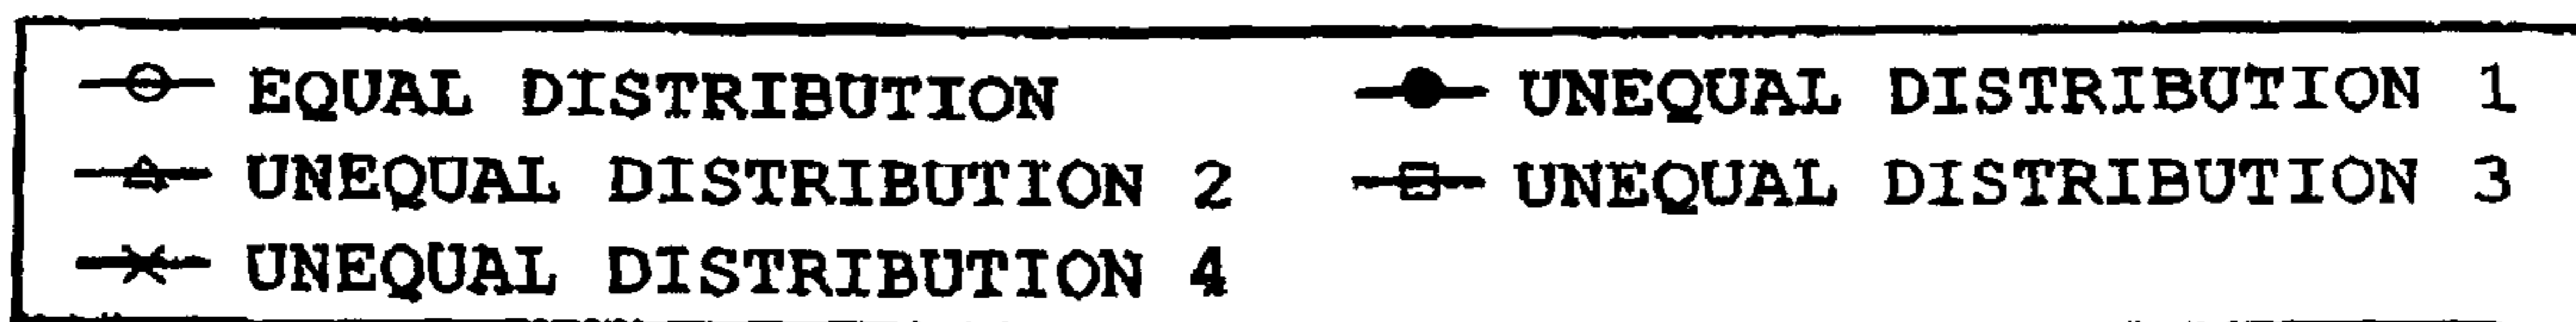 EQUAL DISTRIBUTION UNEQUAL DISTRIBUTION 1
UNEQUAL DISTRIBUTION 2 UNEQUAL DISTRIBUTION 3
UNEQUAL DISTRIBUTION 4